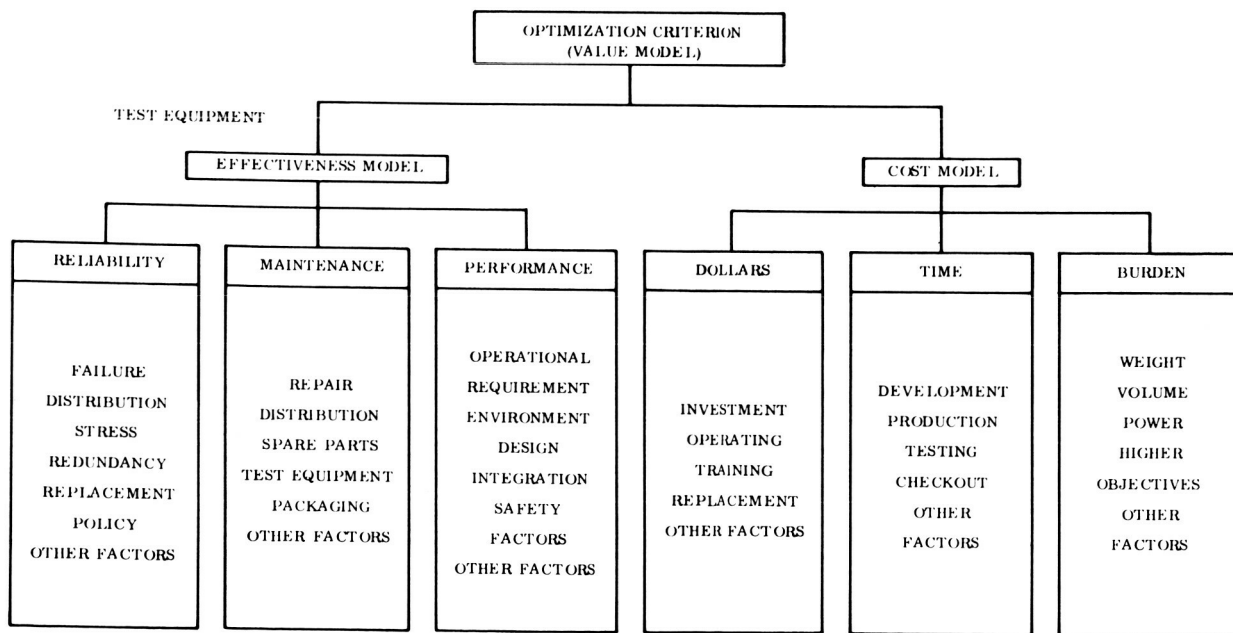 OPTIMIZATION CRITERION
(VALUE MODEL)
TEST EQUIPMENT
EFFECTIVENESS MODEL
COST MODEL
RELIABILITY
MAINTENANCE
PERFORMANCE
DOLLARS
TIME
BURDEN
FAILURE
DISTRIBUTION
STRESS
REDUNDANCY
REPLACEMENT
POLICY
OTHER FACTORS
REPAIR
DISTRIBUTION
SPARE PARTS
TEST EQUIPMENT
PACKAGING
OTHER FACTORS
OPERATIONAL
REQUIREMENT
ENVIRONMENT
DESIGN
INTEGRATION
SAFETY
FACTORS
OTHER FACTORS
INVESTMENT
OPERATING
TRAINING
REPLACEMENT
OTHER FACTORS
DEVELOPMENT
PRODUCTION
TESTING
CHECKOUT
OTHER
FACTORS
WEIGHT
VOLUME
POWER
HIGHER
OBJECTIVES
OTHER
FACTORS